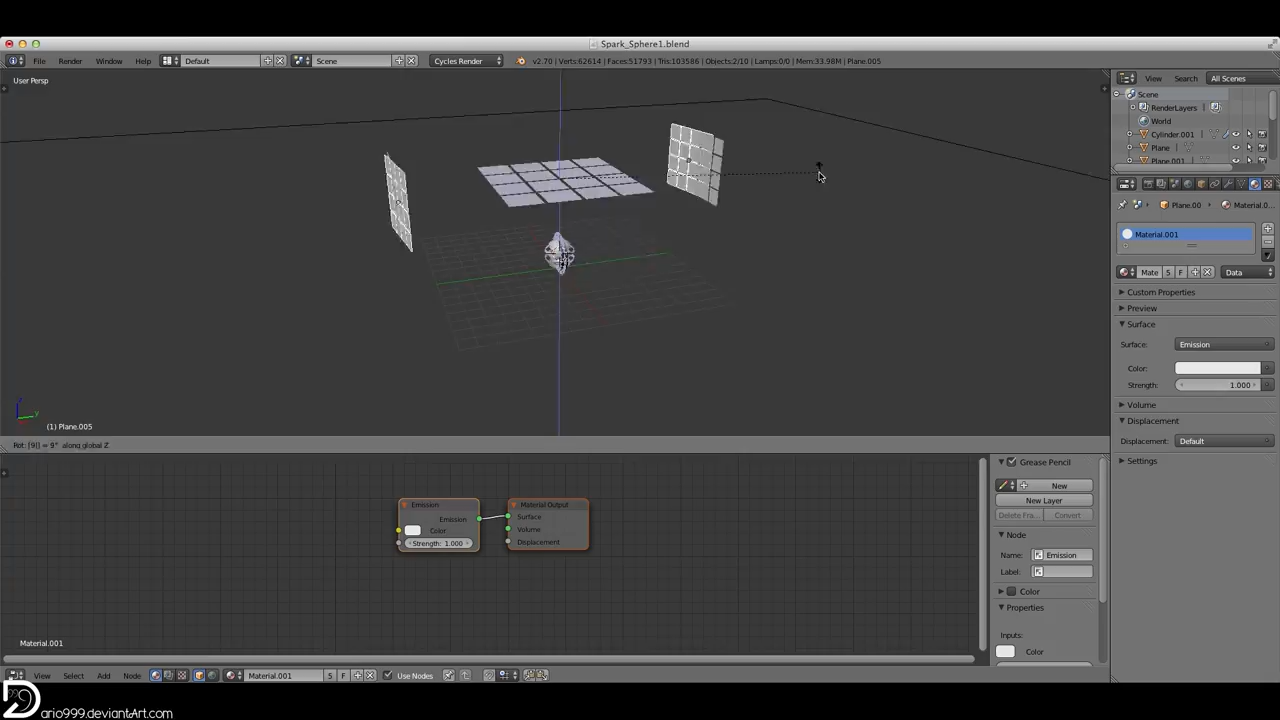 Spark_Sphere1.blend
File Render Window Help Default Scene Cycles Render v2.70 | Verts:62614 | Faces:51793 | Tris:103586 | Objects:2/10 | Lamps:0/0 | Mem:33.98M | Plane.005
View Search All Scenes
User Persp
Scene
RenderLayers
World
Cylinder.001
Plane
Plane.001
Plane.00 Material.0...
Material.001
Mate 5 F Data
Custom Properties
Preview
Surface
Surface: Emission
Color:
Strength: 1.000
Volume
Displacement
Displacement: Default
Settings
z
y
(1) Plane.005
Rot: [9|] = 9° along global Z
Emission
Emission
Color
Strength: 1.000
Material Output
Surface
Volume
Displacement
Grease Pencil
New
New Layer
Delete Fra... Convert
Node
Name: Emission
Label:
Color
Properties
Inputs:
Color
Material.001
View Select Add Node Material.001 5 F Use Nodes
Dario999.deviantArt.com